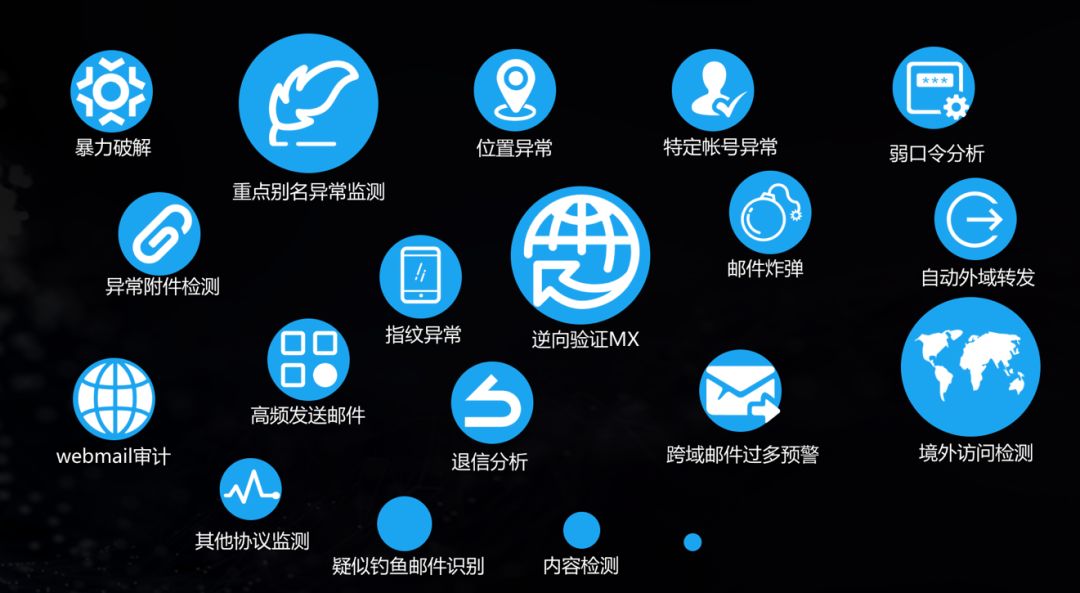 暴力破解
重点别名异常监测
位置异常
特定帐号异常
弱口令分析
异常附件检测
指纹异常
逆向验证MX
邮件炸弹
自动外域转发
webmail审计
高频发送邮件
退信分析
跨域邮件过多预警
境外访问检测
其他协议监测
疑似钓鱼邮件识别
内容检测
***